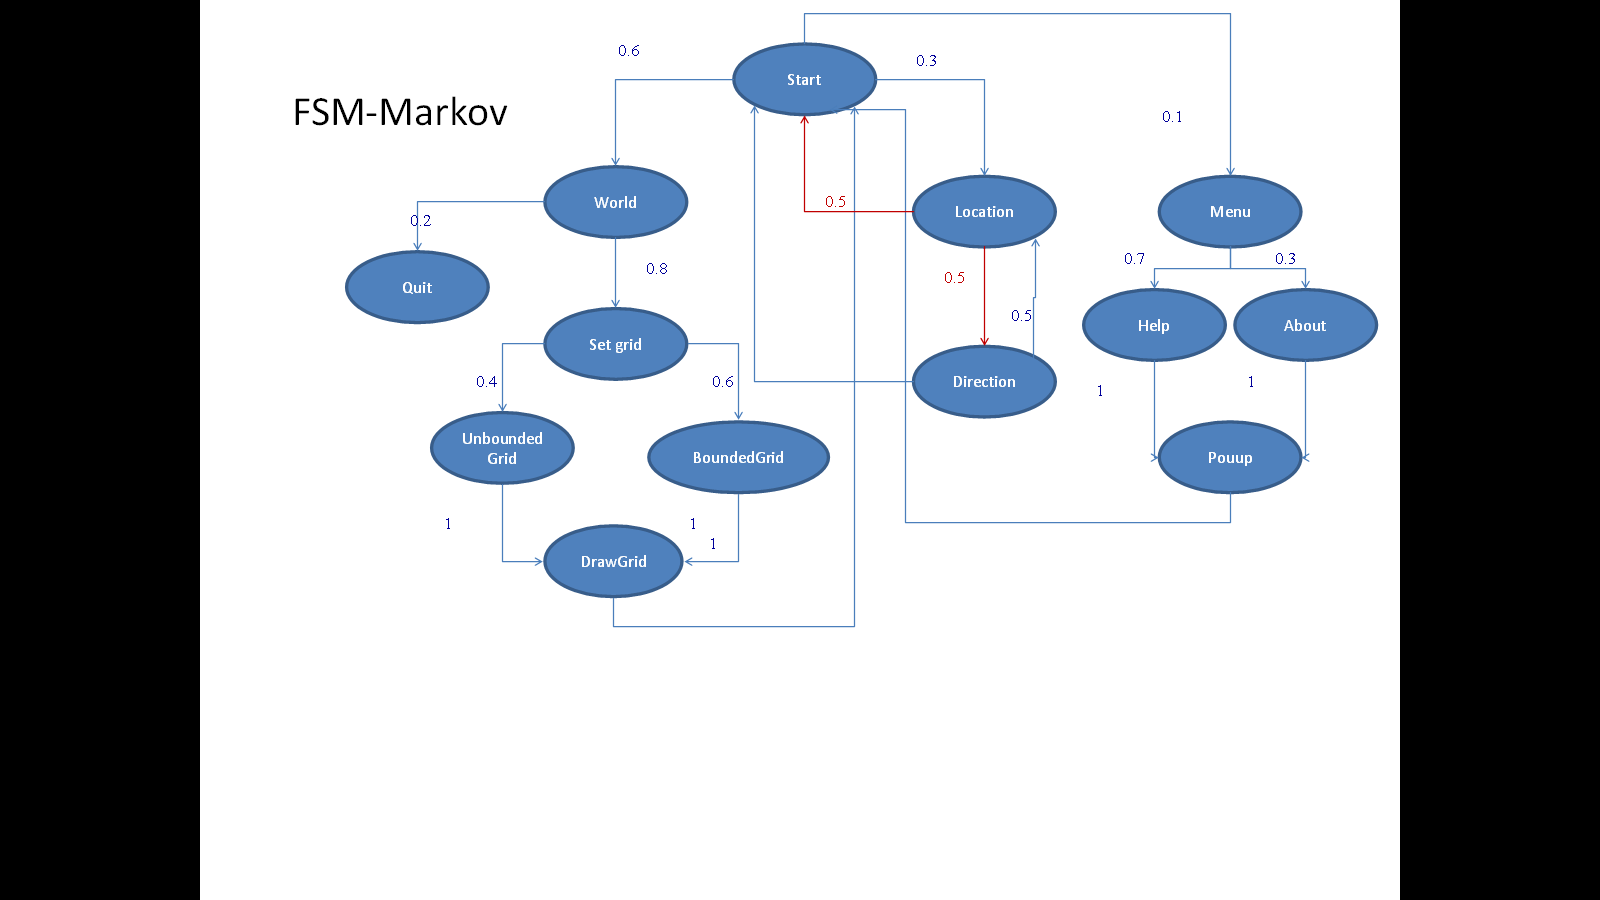 0.6
Start
0.3
FSM-Markov
0.1
World
0.5
Location
Menu
0.2
0.8
0.5
0.7
0.3
Quit
0.5
Help
About
Set grid
0.4
0.6
Direction
1
1
Unbounded
Grid
BoundedGrid
Pouup
1
1
1
DrawGrid